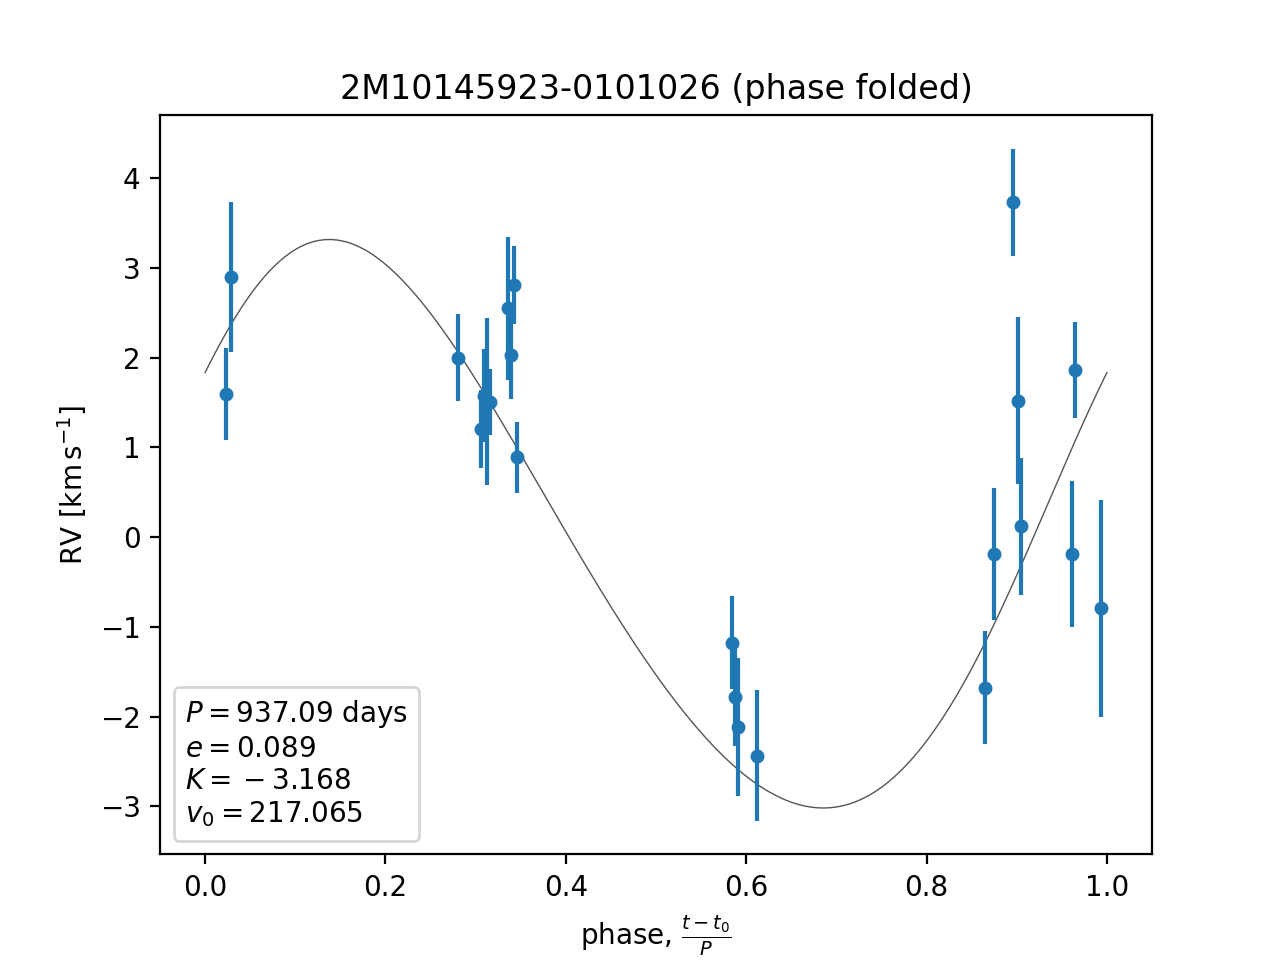 2M10145923-0101026 (phase folded)
4
3
2
1
0
−1
−2
−3
RV [km s⁻¹]
P = 937.09 days
e = 0.089
K = −3.168
v₀ = 217.065
0.0 0.2 0.4 0.6 0.8 1.0
phase, (t − t₀)/P